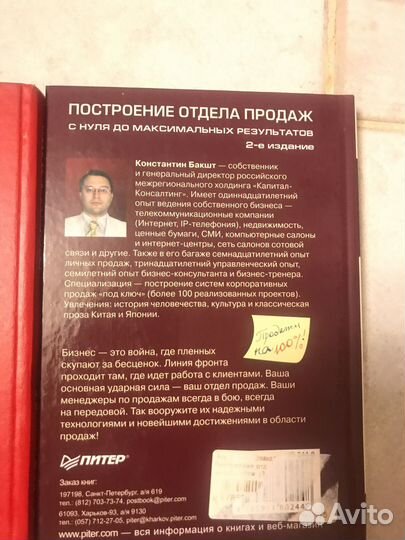 ПОСТРОЕНИЕ ОТДЕЛА ПРОДАЖ
С НУЛЯ ДО МАКСИМАЛЬНЫХ РЕЗУЛЬТАТОВ
2-е издание
Константин Бакшт — собственник
и генеральный директор российского
межрегионального холдинга «Капитал-
Консалтинг». Имеет одиннадцатилетний
опыт ведения собственного бизнеса —
телекоммуникационные компании
(Интернет, IP-телефония), недвижимость,
ценные бумаги, СМИ, компьютерные салоны
и интернет-центры, сеть салонов сотовой
связи и другие. Также в его багаже семнадцатилетний опыт
личных продаж, тринадцатилетний управленческий опыт,
семилетний опыт бизнес-консультанта и бизнес-тренера.
Специализация — построение систем корпоративных
продаж «под ключ» (более 100 реализованных проектов).
Увлечения: история человечества, культура и классическая
проза Китая и Японии.
на 100%!
Бизнес — это война, где пленных
скупают за бесценок. Линия фронта
проходит там, где идет работа с клиентами. Ваша
основная ударная сила — ваш отдел продаж. Ваши
менеджеры по продажам всегда в бою, всегда
на передовой. Так вооружите их надежными
технологиями и новейшими достижениями в области
продаж!
ПИТЕР
Заказ книг:
197198, Санкт-Петербург, а/я 619
тел.: (812) 703-73-74, postbook@piter.com
61093, Харьков-93, а/я 9130
тел.: (057) 712-27-05, piter@kharkov.piter.com
www.piter.com — вся информация о книгах и веб-магазин
Avito